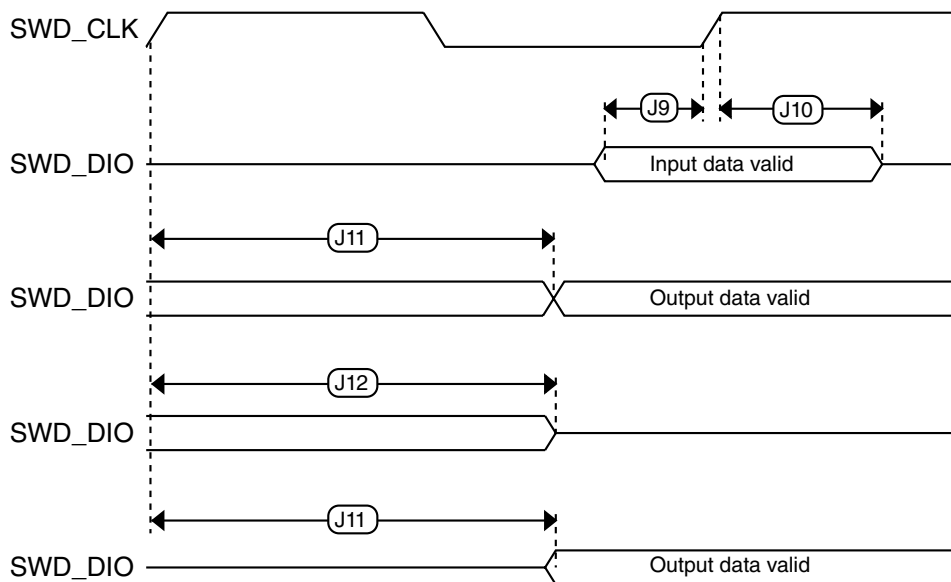 SWD_CLK
J9
J10
SWD_DIO
Input data valid
J11
SWD_DIO
Output data valid
J12
SWD_DIO
J11
SWD_DIO
Output data valid